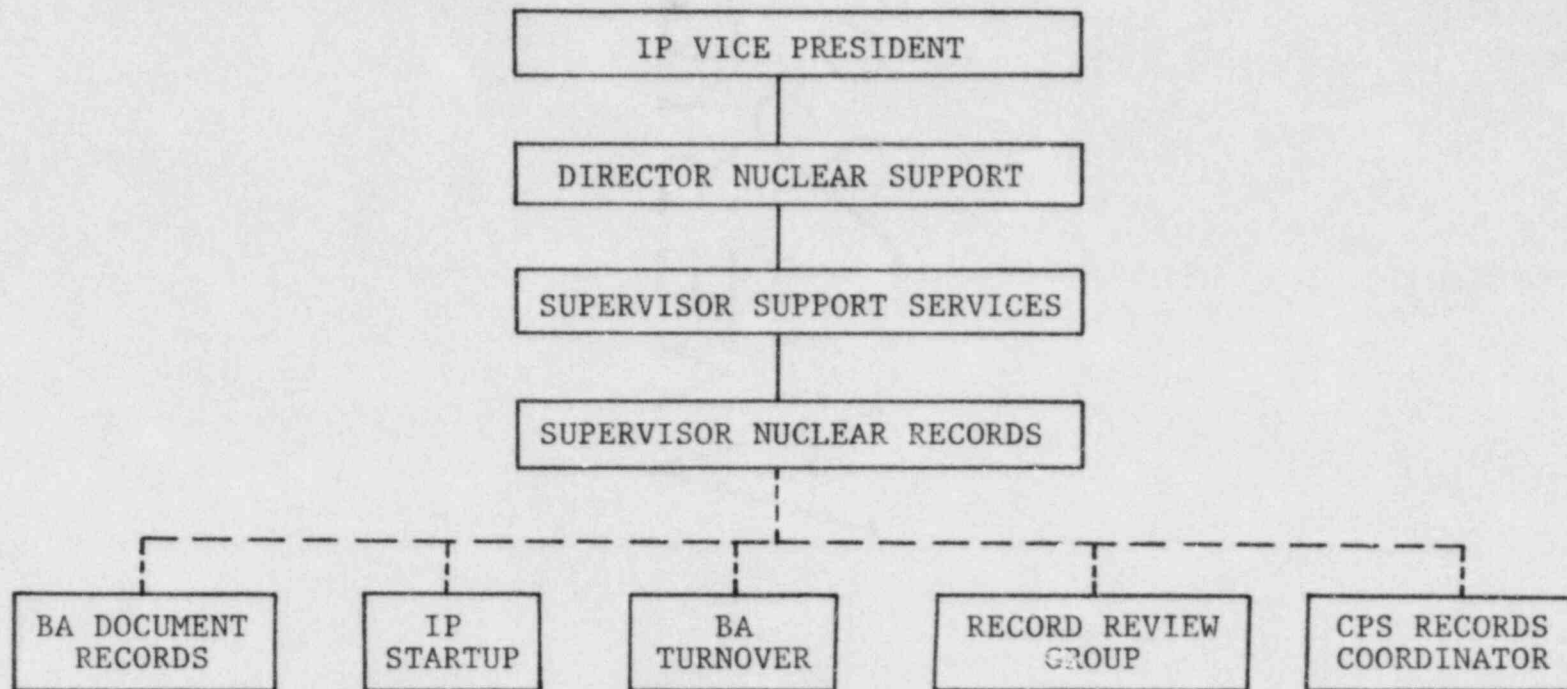 IP VICE PRESIDENT
DIRECTOR NUCLEAR SUPPORT
SUPERVISOR SUPPORT SERVICES
SUPERVISOR NUCLEAR RECORDS
BA DOCUMENT
RECORDS
IP
STARTUP
BA
TURNOVER
RECORD REVIEW
GROUP
CPS RECORDS
COORDINATOR